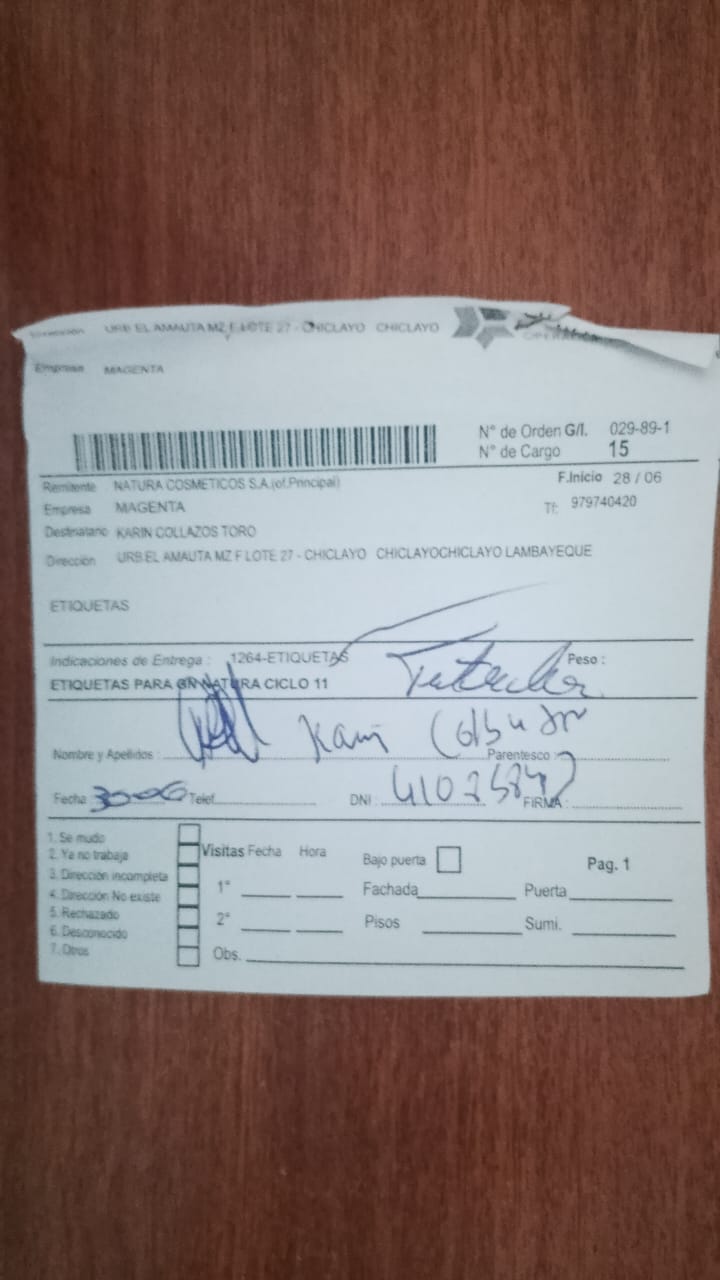 URB EL AMAUTA MZ F LOTE 27 - CHICLAYO CHICLAYO
Empresa MAGENTA
N° de Orden G/I. 029-89-1
N° de Cargo 15
Remitente NATURA COSMETICOS S.A.(of.Principal) F.Inicio 28 / 06
Empresa MAGENTA Tf: 979740420
Destinatario KARIN COLLAZOS TORO
Dirección URB EL AMAUTA MZ F LOTE 27 - CHICLAYO CHICLAYOCHICLAYO LAMBAYEQUE
ETIQUETAS
Indicaciones de Entrega : 1264-ETIQUETAS Peso :
ETIQUETAS PARA GN NATURA CICLO 11
Nombre y Apellidos : Karin Parentesco :
Fecha 30-06 Telef. DNI : FIRMA :
1. Se mudo
2. Ya no trabaja
3. Dirección incompleta
4. Dirección No existe
5. Rechazado
6. Desconocido
7. Otros
Visitas Fecha Hora Bajo puerta Pag. 1
1° Fachada Puerta
2° Pisos Sumi.
Obs.